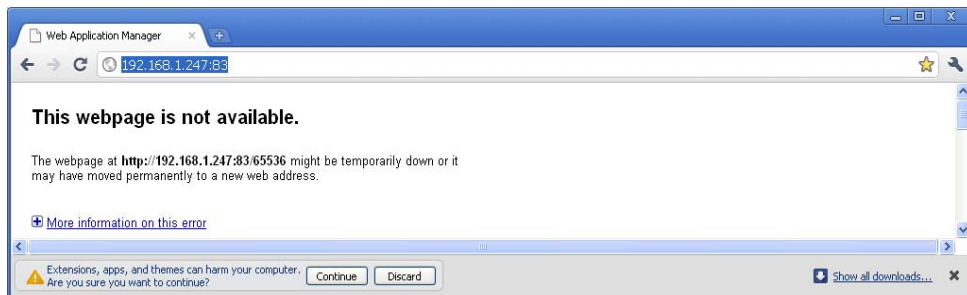 Web Application Manager
192.168.1.247:83
This webpage is not available.
The webpage at http://192.168.1.247:83/65536 might be temporarily down or it
may have moved permanently to a new web address.
More information on this error
Extensions, apps, and themes can harm your computer.
Are you sure you want to continue?
Continue
Discard
Show all downloads...